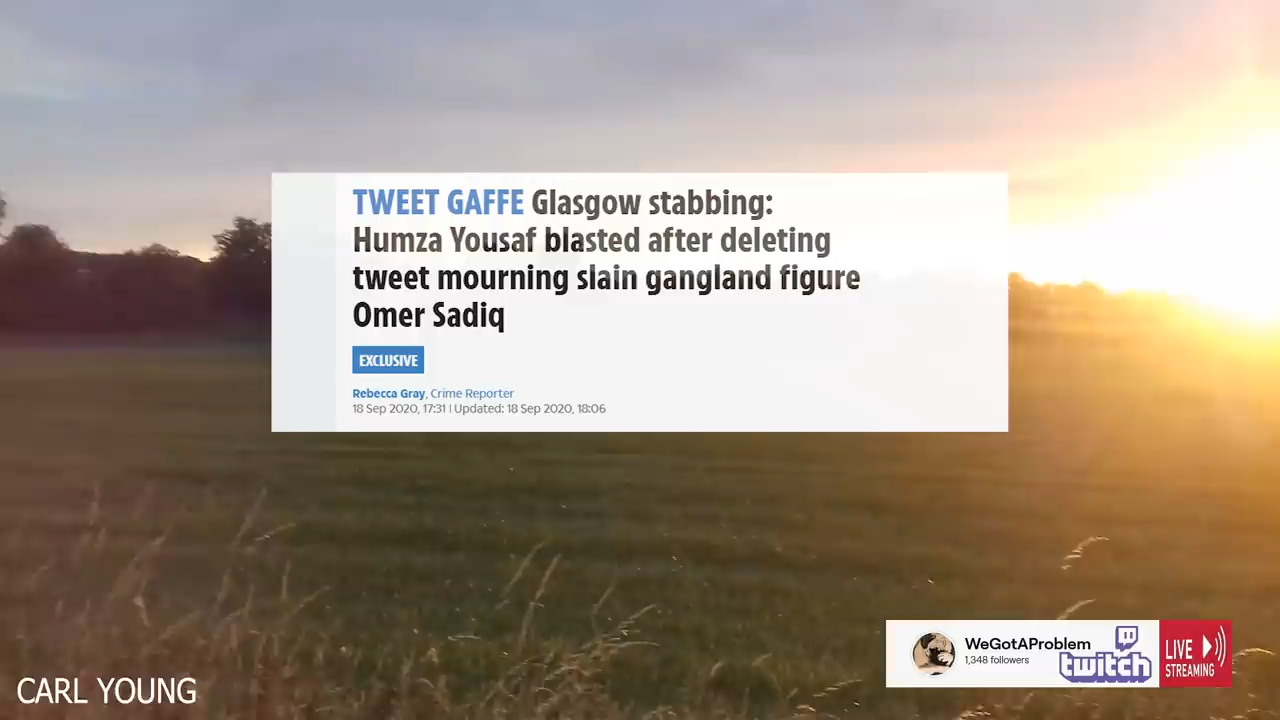 TWEET GAFFE Glasgow stabbing:
Humza Yousaf blasted after deleting
tweet mourning slain gangland figure
Omer Sadiq
EXCLUSIVE
Rebecca Gray, Crime Reporter
18 Sep 2020, 17:31 | Updated: 18 Sep 2020, 18:06
WeGotAProblem
1,348 followers
twitch
LIVE
STREAMING
CARL YOUNG